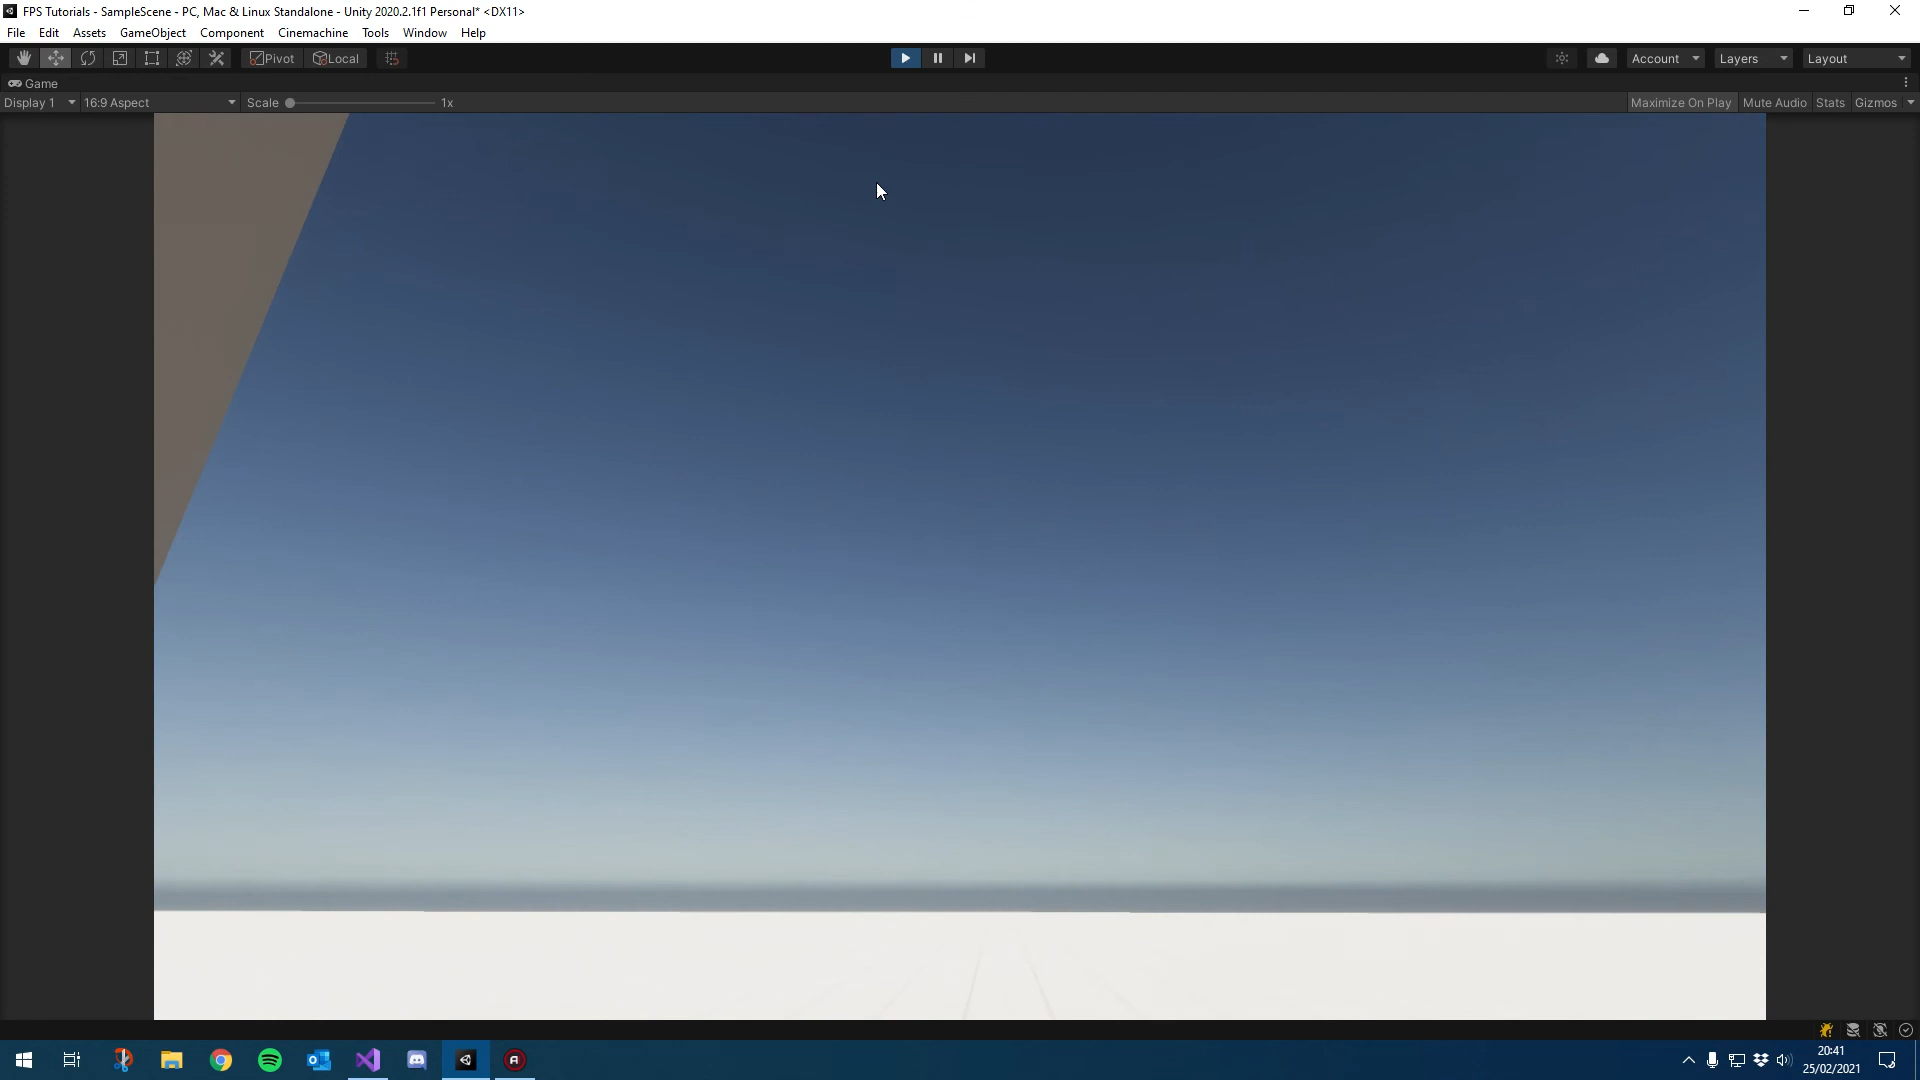 FPS Tutorials - SampleScene - PC, Mac & Linux Standalone - Unity 2020.2.1f1 Personal* <DX11>
File Edit Assets GameObject Component Cinemachine Tools Window Help
Pivot Local Account Layers Layout
Game
Display 1 16:9 Aspect Scale 1x Maximize On Play Mute Audio Stats Gizmos
20:41
25/02/2021